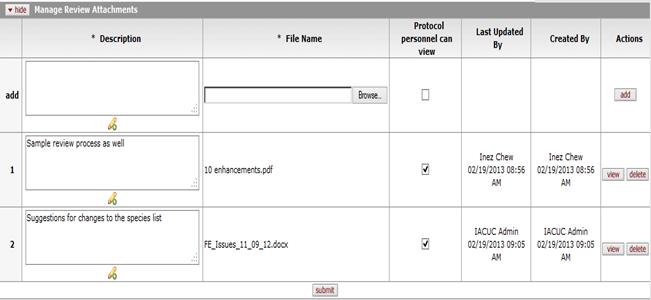 hide Manage Review Attachments
* Description * File Name Protocol personnel can view Last Updated By Created By Actions
add Browse... add
1 Sample review process as well 10 enhancements.pdf Inez Chew 02/19/2013 08:56 AM Inez Chew 02/19/2013 08:56 AM view delete
2 Suggestions for changes to the species list FE_Issues_11_09_12.docx IACUC Admin 02/19/2013 09:05 AM IACUC Admin 02/19/2013 09:05 AM view delete
submit